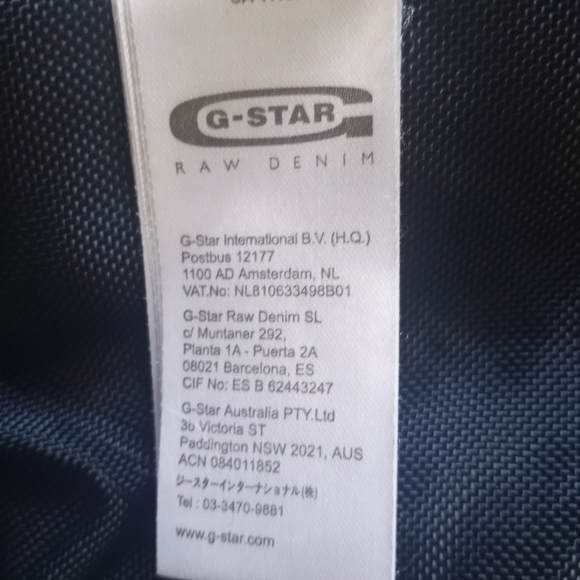 G-STAR
RAW DENIM
G-Star International B.V. (H.Q.)
Postbus 12177
1100 AD Amsterdam, NL
VAT.No: NL810633498B01
G-Star Raw Denim SL
c/ Muntaner 292,
Planta 1A - Puerta 2A
08021 Barcelona, ES
CIF No: ES B 62443247
G-Star Australia PTY.Ltd
3b Victoria ST
Paddington NSW 2021, AUS
ACN 084011852
ジースターインターナショナル(株)
Tel : 03-3470-9881
www.g-star.com